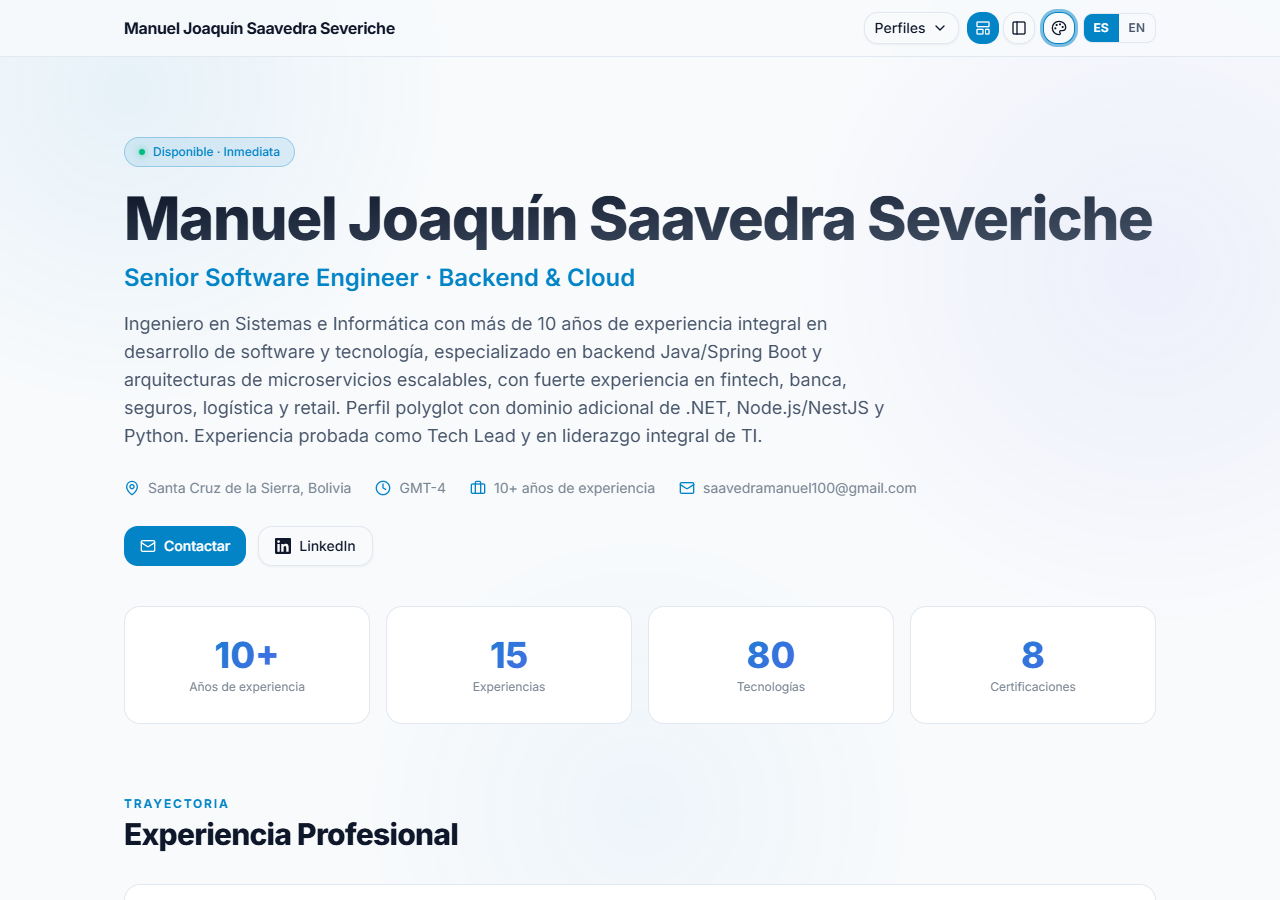 Manuel Joaquín Saavedra Severiche
Perfiles
ES
EN
Disponible · Inmediata
Manuel Joaquín Saavedra Severiche
Senior Software Engineer · Backend & Cloud
Ingeniero en Sistemas e Informática con más de 10 años de experiencia integral en
desarrollo de software y tecnología, especializado en backend Java/Spring Boot y
arquitecturas de microservicios escalables, con fuerte experiencia en fintech, banca,
seguros, logística y retail. Perfil polyglot con dominio adicional de .NET, Node.js/NestJS y
Python. Experiencia probada como Tech Lead y en liderazgo integral de TI.
Santa Cruz de la Sierra, Bolivia
GMT-4
10+ años de experiencia
saavedramanuel100@gmail.com
Contactar
LinkedIn
10+
Años de experiencia
15
Experiencias
80
Tecnologías
8
Certificaciones
TRAYECTORIA
Experiencia Profesional